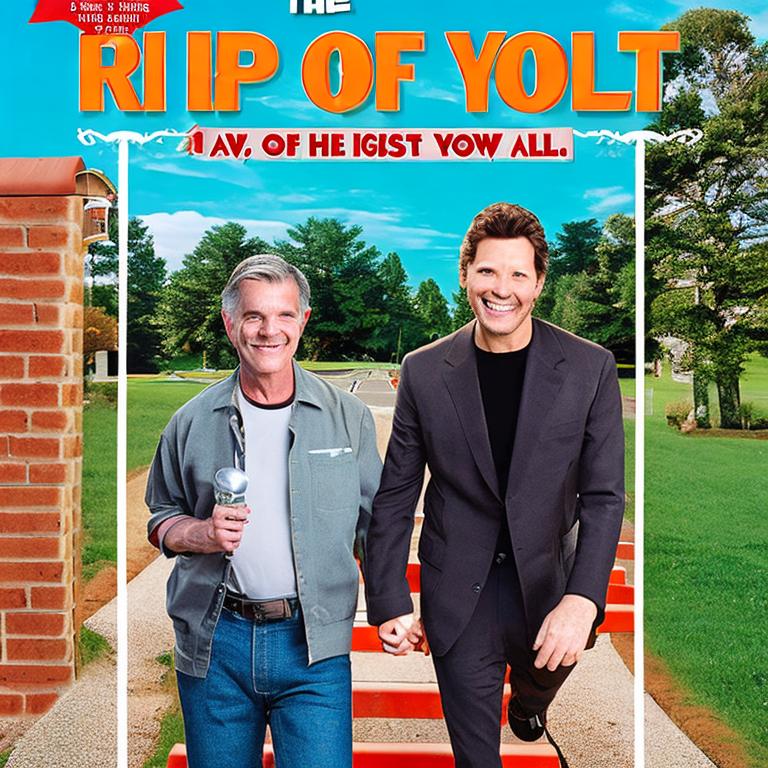 THE
RIIP OF YOLT
1 AV, OF HE IGIST YOW ALL.